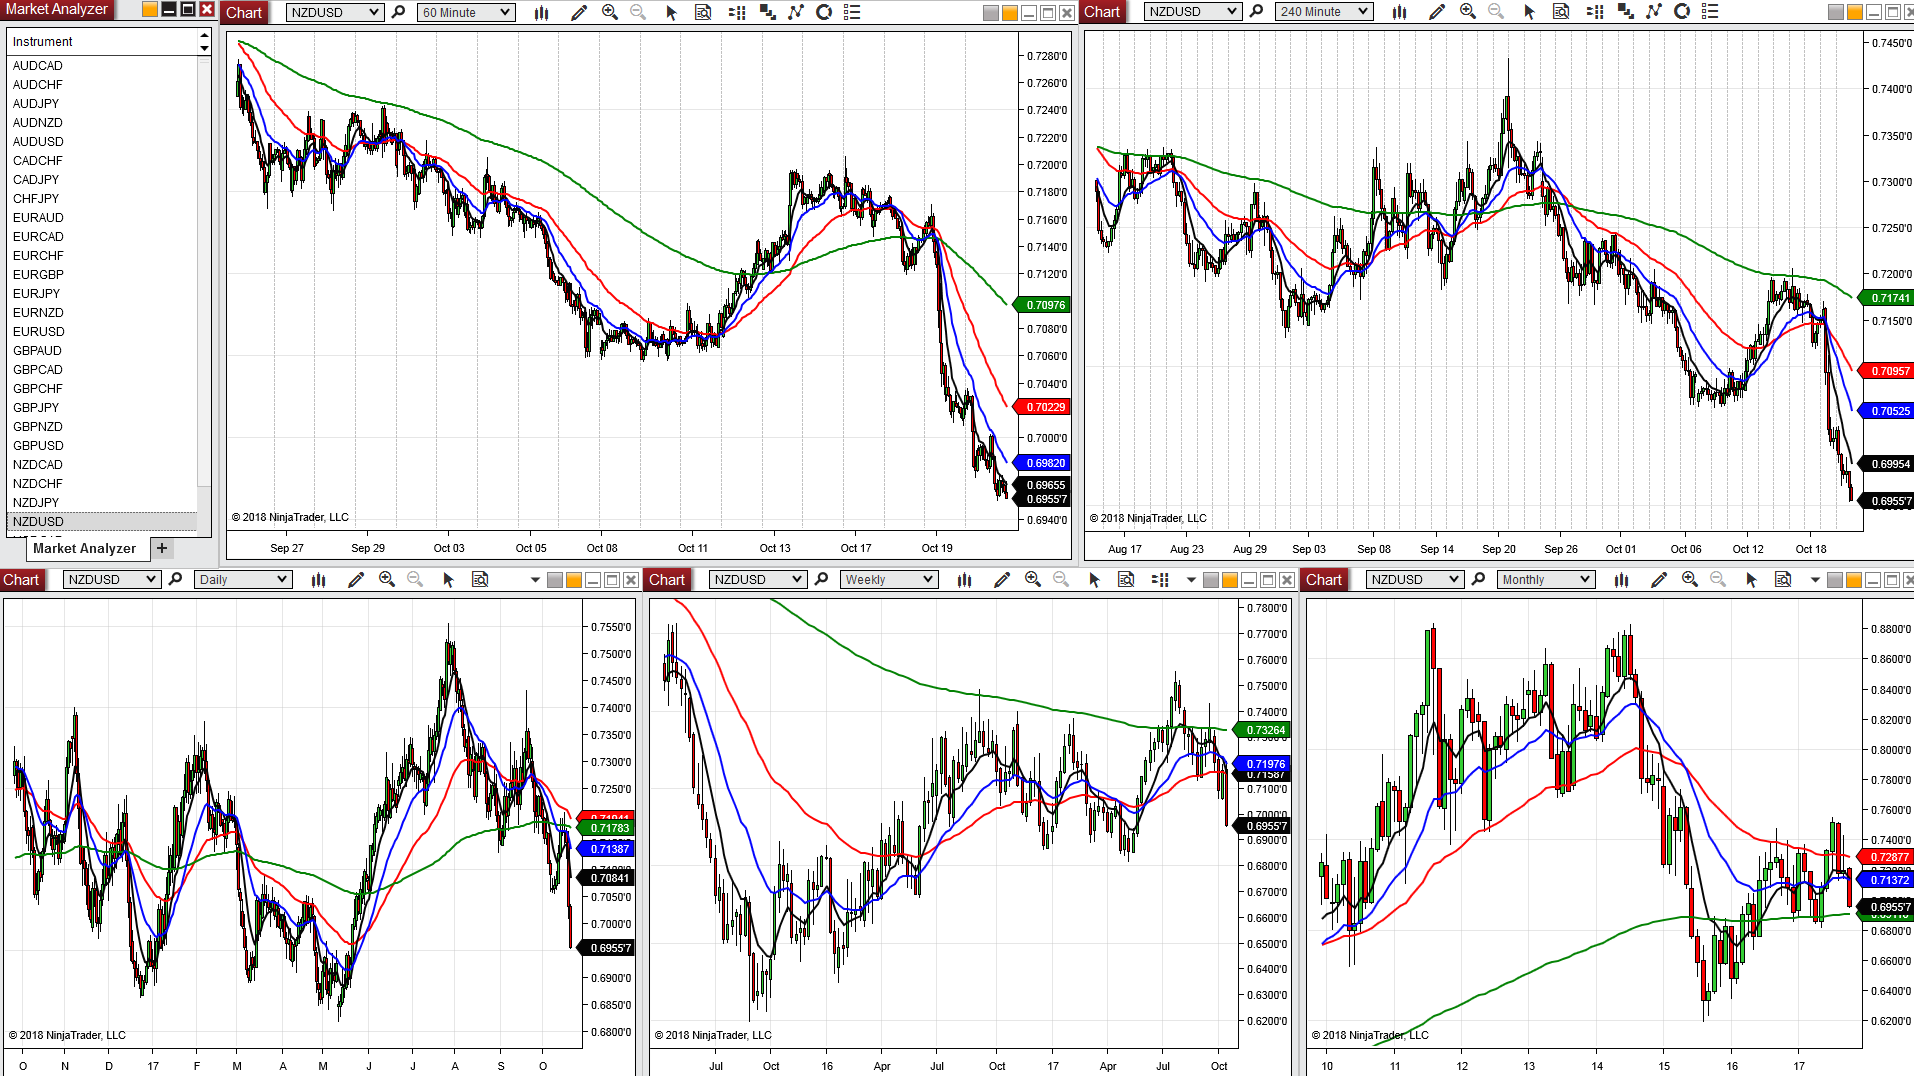 Market Analyzer
Instrument
AUDCAD
AUDCHF
AUDJPY
AUDNZD
AUDUSD
CADCHF
CADJPY
CHFJPY
EURAUD
EURCAD
EURCHF
EURGBP
EURJPY
EURNZD
EURUSD
GBPAUD
GBPCAD
GBPCHF
GBPJPY
GBPNZD
GBPUSD
NZDCAD
NZDCHF
NZDJPY
NZDUSD
Market Analyzer +
Chart NZDUSD 60 Minute
0.7280'0
0.7260'0
0.7240'0
0.7220'0
0.7200'0
0.7180'0
0.7160'0
0.7140'0
0.7120'0
0.70976
0.7080'0
0.7060'0
0.7040'0
0.70229
0.7000'0
0.69820
0.69655
0.69557
0.6940'0
© 2018 NinjaTrader, LLC
Sep 27 Sep 29 Oct 03 Oct 05 Oct 08 Oct 11 Oct 13 Oct 17 Oct 19
Chart NZDUSD 240 Minute
0.7450'0
0.7400'0
0.7350'0
0.7300'0
0.7250'0
0.7200'0
0.71741
0.7150'0
0.70957
0.70525
0.69954
0.69557
© 2018 NinjaTrader, LLC
Aug 17 Aug 23 Aug 29 Sep 03 Sep 08 Sep 14 Sep 20 Sep 26 Oct 01 Oct 06 Oct 12 Oct 18
Chart NZDUSD Daily
0.7550'0
0.7500'0
0.7450'0
0.7400'0
0.7350'0
0.7300'0
0.7250'0
0.71783
0.71387
0.70841
0.7050'0
0.7000'0
0.69557
0.6900'0
0.6850'0
0.6800'0
© 2018 NinjaTrader, LLC
O N D 17 F M A M J J A S O
Chart NZDUSD Weekly
0.7800'0
0.7700'0
0.7600'0
0.7500'0
0.7400'0
0.73264
0.71976
0.71587
0.7100'0
0.69557
0.6900'0
0.6800'0
0.6700'0
0.6600'0
0.6500'0
0.6400'0
0.6300'0
0.6200'0
© 2018 NinjaTrader, LLC
Jul Oct 16 Apr Jul Oct 17 Apr Jul Oct
Chart NZDUSD Monthly
0.8800'0
0.8600'0
0.8400'0
0.8200'0
0.8000'0
0.7800'0
0.7600'0
0.7400'0
0.72877
0.71372
0.69557
0.6800'0
0.6600'0
0.6400'0
0.6200'0
© 2018 NinjaTrader, LLC
10 11 12 13 14 15 16 17